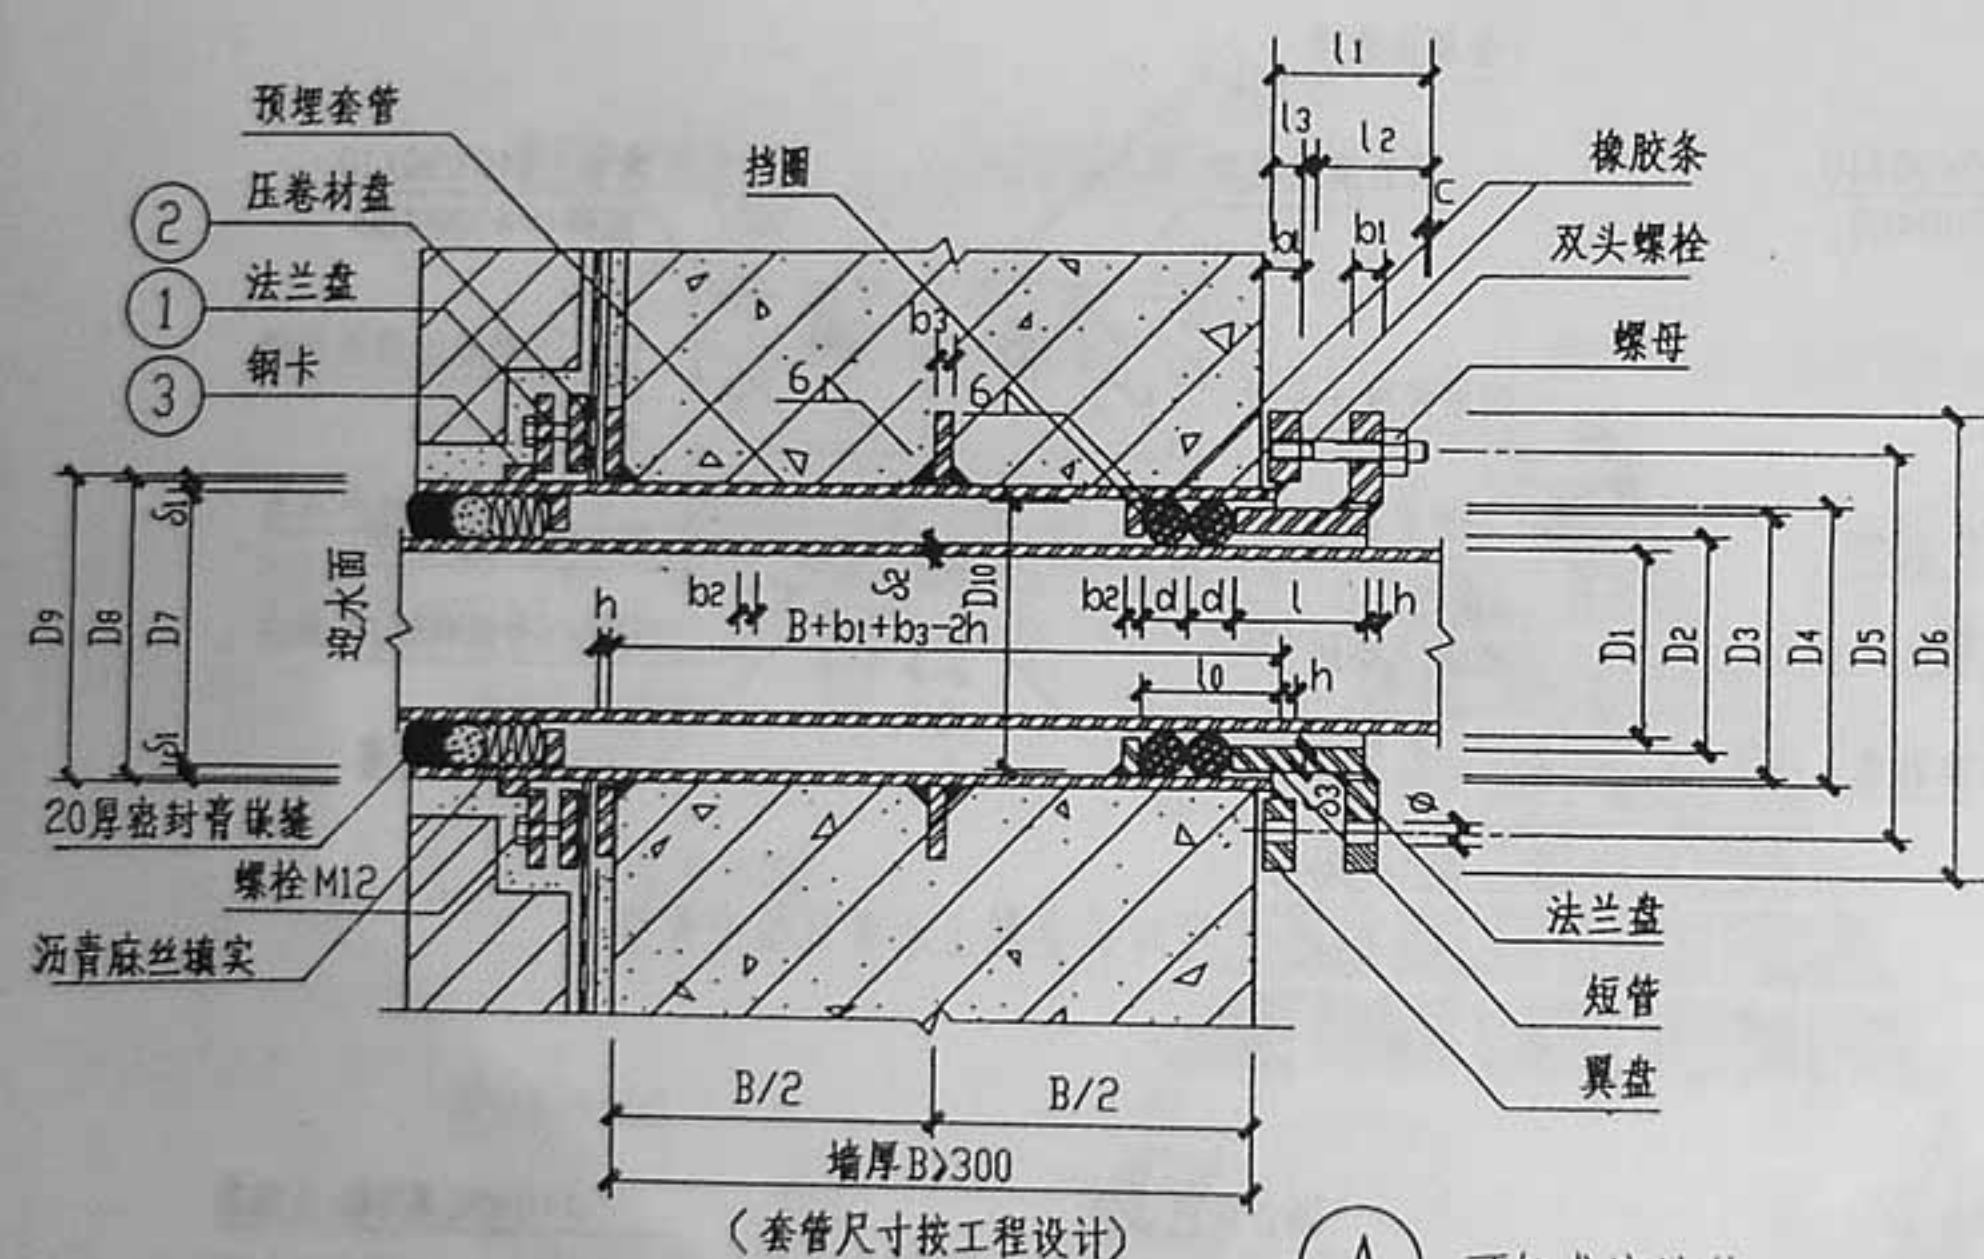 预埋套管
② 压卷材盘
① 法兰盘
③ 钢卡
挡圈
l1
l3
l2
C
b1
b1
橡胶条
双头螺栓
螺母
b3
6
6
D9
D8
D7
δ1
δ1
迎水面
h
b2
δ2
D10
b2
d
d
l
h
B+b1+b3-2h
l0
h
δ3
φ
D1
D2
D3
D4
D5
D6
20厚密封膏嵌缝
螺栓M12
沥青麻丝填实
法兰盘
短管
翼盘
B/2
B/2
墙厚B>300
(套管尺寸按工程设计)
A